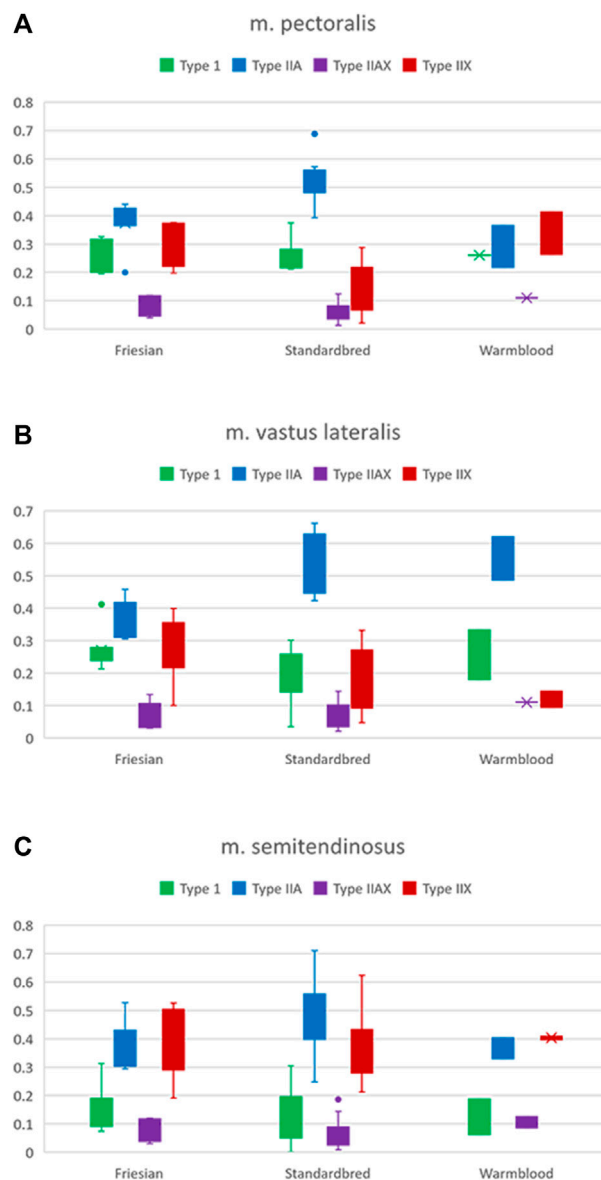 A
m. pectoralis
Type 1 Type IIA Type IIAX Type IIX
0.8
0.7
0.6
0.5
0.4
0.3
0.2
0.1
0
Friesian Standardbred Warmblood
B
m. vastus lateralis
Type 1 Type IIA Type IIAX Type IIX
0.7
0.6
0.5
0.4
0.3
0.2
0.1
0
Friesian Standardbred Warmblood
C
m. semitendinosus
Type 1 Type IIA Type IIAX Type IIX
0.8
0.7
0.6
0.5
0.4
0.3
0.2
0.1
0
Friesian Standardbred Warmblood